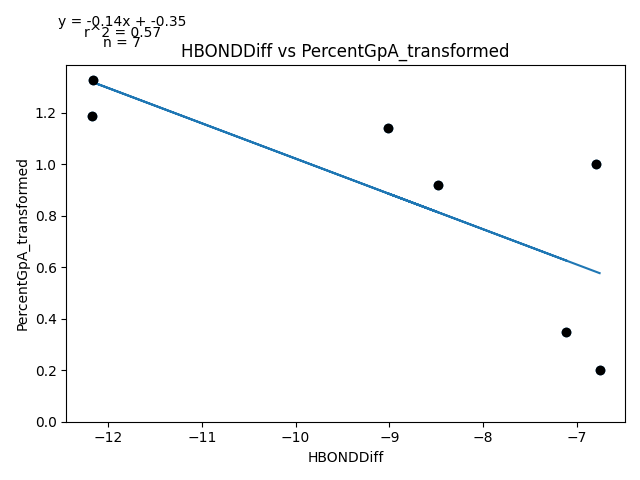 y = -0.14x + -0.35
r^2 = 0.57
n = 7
HBONDDiff vs PercentGpA_transformed
PercentGpA_transformed
1.2
1.0
0.8
0.6
0.4
0.2
0.0
−12 −11 −10 −9 −8 −7
HBONDDiff